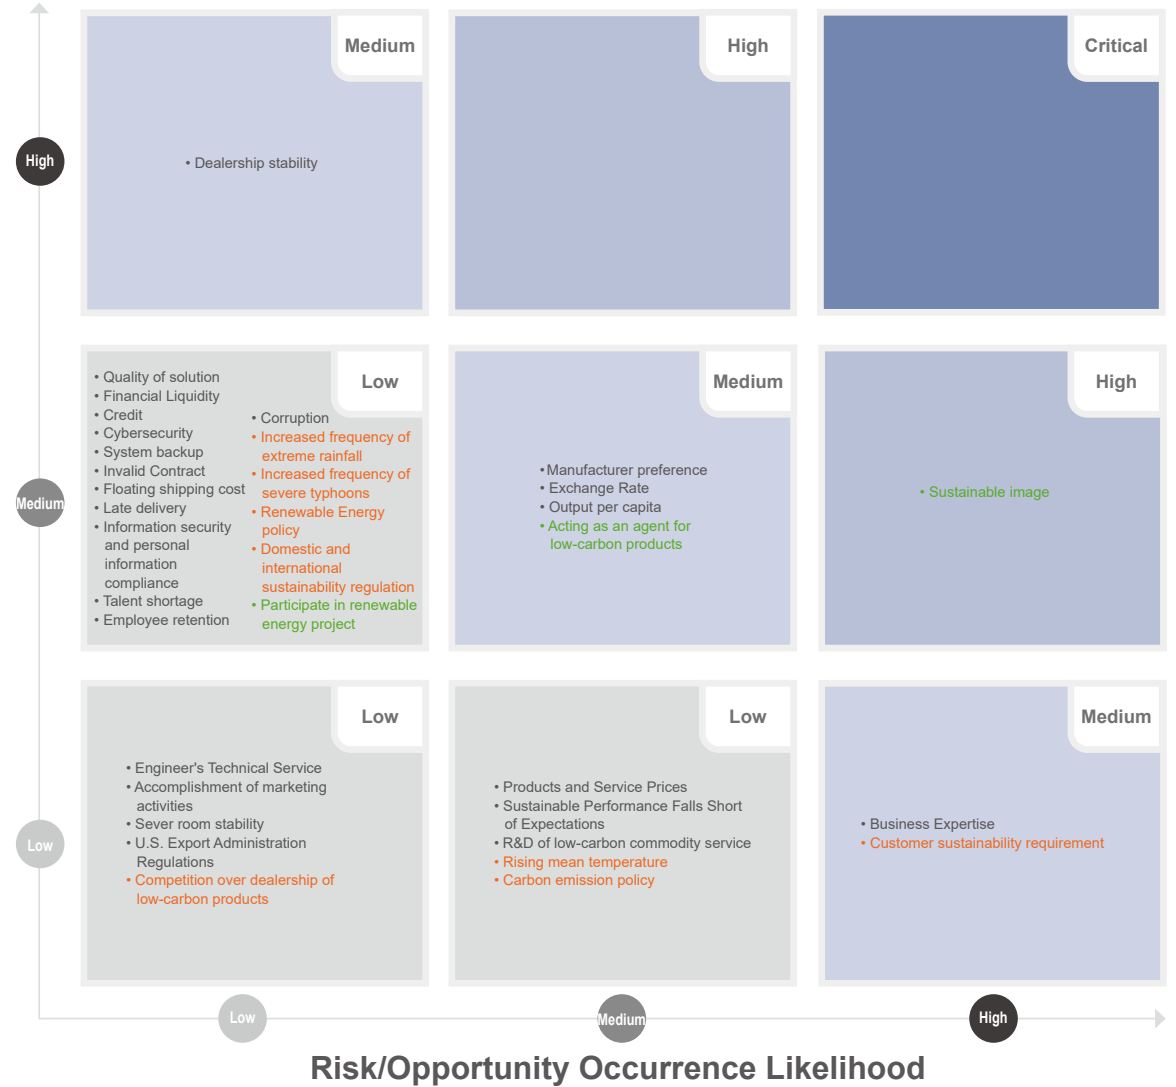 Medium
High
Critical
High
• Dealership stability
Low
Medium
High
Medium
• Quality of solution
• Financial Liquidity
• Credit
• Cybersecurity
• System backup
• Invalid Contract
• Floating shipping cost
• Late delivery
• Information security
and personal
information
compliance
• Talent shortage
• Employee retention
• Corruption
• Increased frequency of
extreme rainfall
• Increased frequency of
severe typhoons
• Renewable Energy
policy
• Domestic and
international
sustainability regulation
• Participate in renewable
energy project
• Manufacturer preference
• Exchange Rate
• Output per capita
• Acting as an agent for
low-carbon products
• Sustainable image
Low
Low
Medium
Low
• Engineer's Technical Service
• Accomplishment of marketing
activities
• Sever room stability
• U.S. Export Administration
Regulations
• Competition over dealership of
low-carbon products
• Products and Service Prices
• Sustainable Performance Falls Short
of Expectations
• R&D of low-carbon commodity service
• Rising mean temperature
• Carbon emission policy
• Business Expertise
• Customer sustainability requirement
Low
Medium
High
Risk/Opportunity Occurrence Likelihood